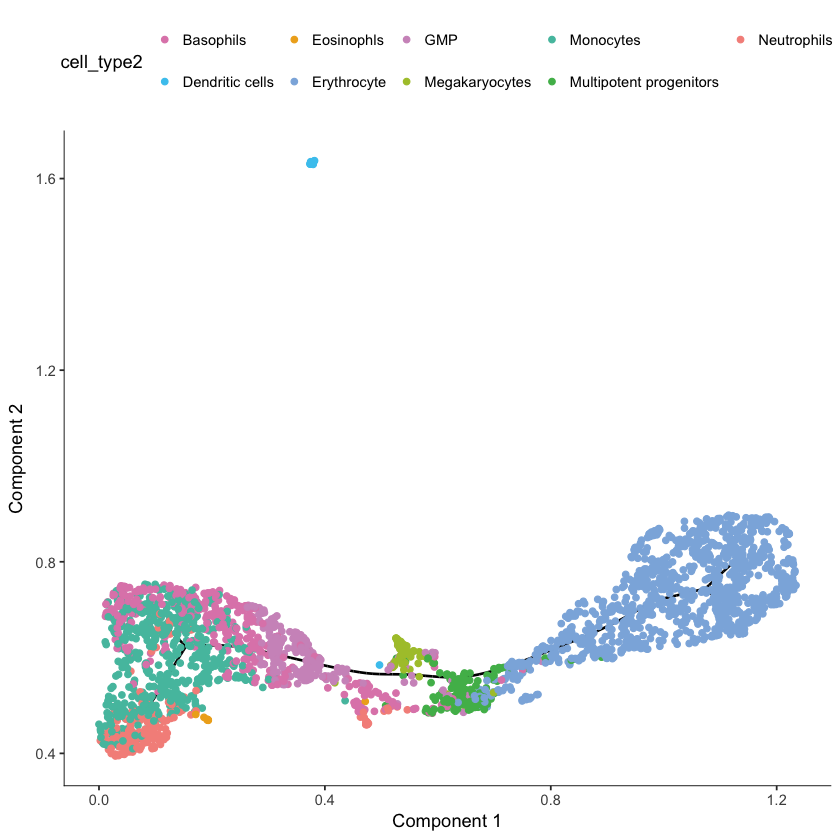 Basophils Eosinophls GMP Monocytes Neutrophils
cell_type2
Dendritic cells Erythrocyte Megakaryocytes Multipotent progenitors
1.6
1.2
Component 2
0.8
0.4
0.0 0.4 0.8 1.2
Component 1